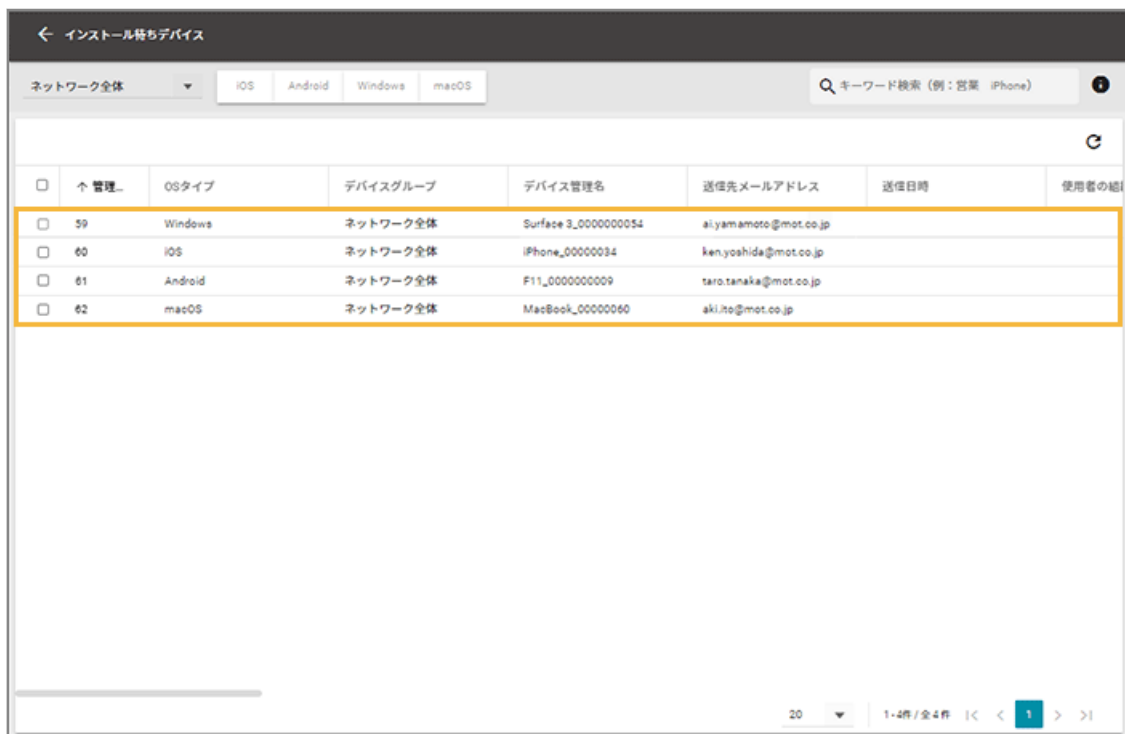 インストール待ちデバイス
ネットワーク全体 iOS Android Windows macOS キーワード検索（例：営業 iPhone）
管理... OSタイプ デバイスグループ デバイス管理名 送信先メールアドレス 送信日時 使用者の組
59 Windows ネットワーク全体 Surface 3_0000000054 ai.yamamoto@mot.co.jp
60 iOS ネットワーク全体 iPhone_00000034 ken.yoshida@mot.co.jp
61 Android ネットワーク全体 F11_0000000009 taro.tanaka@mot.co.jp
62 macOS ネットワーク全体 MacBook_00000060 aki.ito@mot.co.jp
20 1-4件/全4件 1